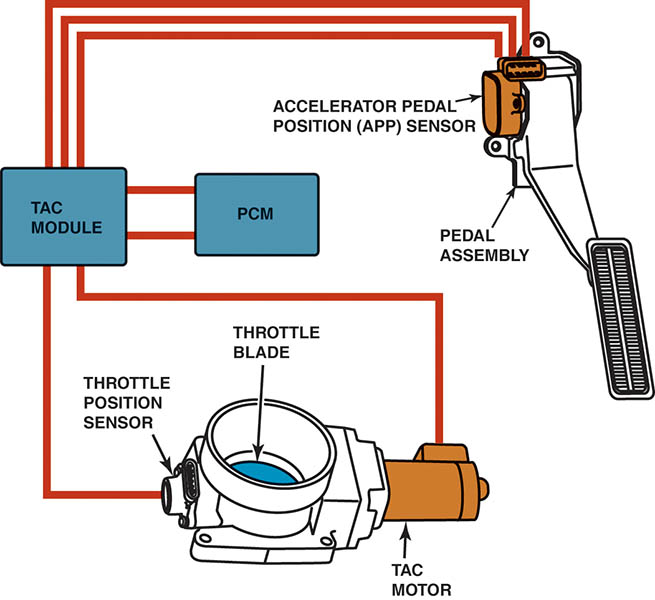 ACCELERATOR PEDAL
POSITION (APP) SENSOR
TAC
MODULE
PCM
PEDAL
ASSEMBLY
THROTTLE
BLADE
THROTTLE
POSITION
SENSOR
TAC
MOTOR